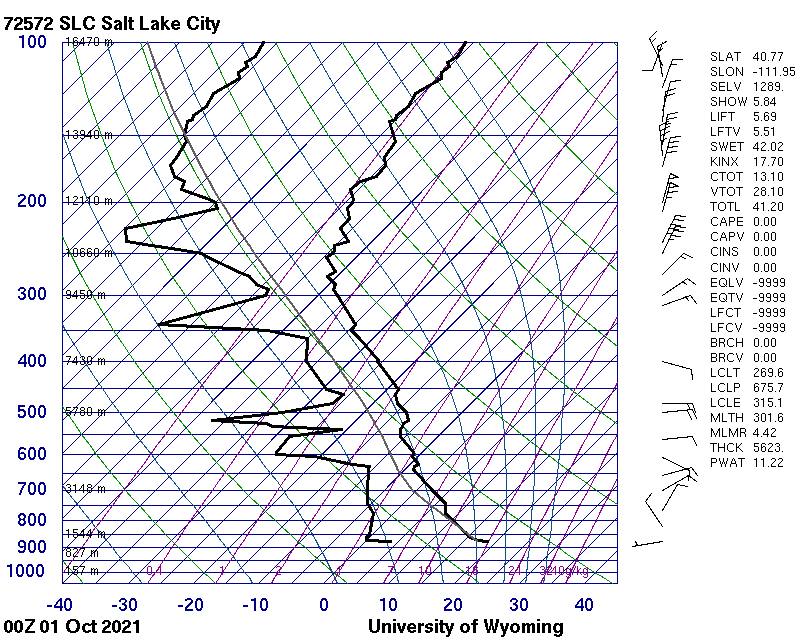 72572 SLC Salt Lake City
100
16470 m
13940 m
200
12110 m
10660 m
300
9450 m
400
7430 m
500
5780 m
600
700
3148 m
800
1544 m
900
827 m
1000
157 m
0.4
1
2
4
7
10
16
24
32
40g/kg
-40 -30 -20 -10 0 10 20 30 40
00Z 01 Oct 2021
University of Wyoming
SLAT 40.77
SLON -111.95
SELV 1289.
SHOW 5.84
LIFT 5.69
LFTV 5.51
SWET 42.02
KINX 17.70
CTOT 13.10
VTOT 28.10
TOTL 41.20
CAPE 0.00
CAPV 0.00
CINS 0.00
CINV 0.00
EQLV -9999
EQTV -9999
LFCT -9999
LFCV -9999
BRCH 0.00
BRCV 0.00
LCLT 269.6
LCLP 675.7
LCLE 315.1
MLTH 301.6
MLMR 4.42
THCK 5623.
PWAT 11.22